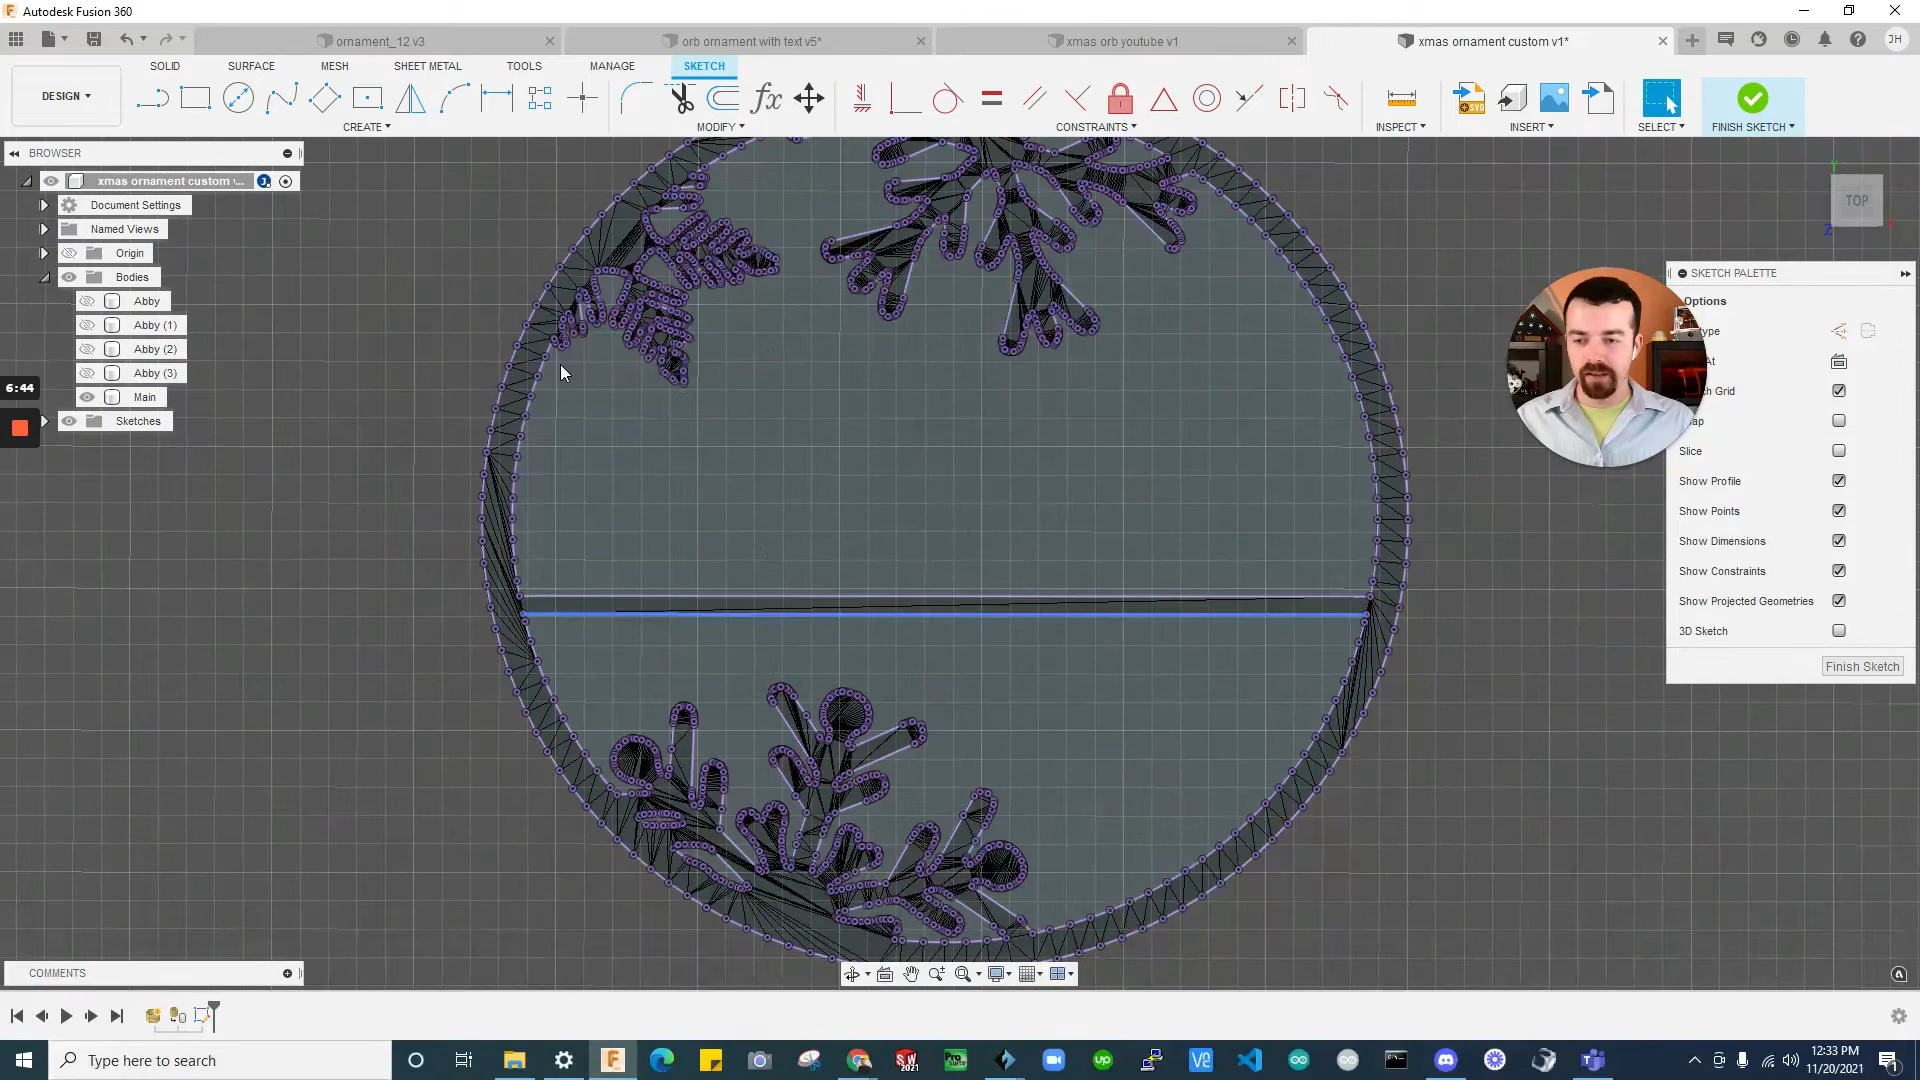 Autodesk Fusion 360
ornament_12 v3
orb ornament with text v5*
xmas orb youtube v1
xmas ornament custom v1*
JH
SOLID
SURFACE
MESH
SHEET METAL
TOOLS
MANAGE
SKETCH
DESIGN
CREATE
MODIFY
CONSTRAINTS
INSPECT
INSERT
SELECT
FINISH SKETCH
BROWSER
xmas ornament custom v...
Document Settings
Named Views
Origin
Bodies
Abby
Abby (1)
Abby (2)
Abby (3)
Main
Sketches
6:44
TOP
SKETCH PALETTE
Options
Slice
Show Profile
Show Points
Show Dimensions
Show Constraints
Show Projected Geometries
3D Sketch
Finish Sketch
COMMENTS
Type here to search
12:33 PM
11/20/2021